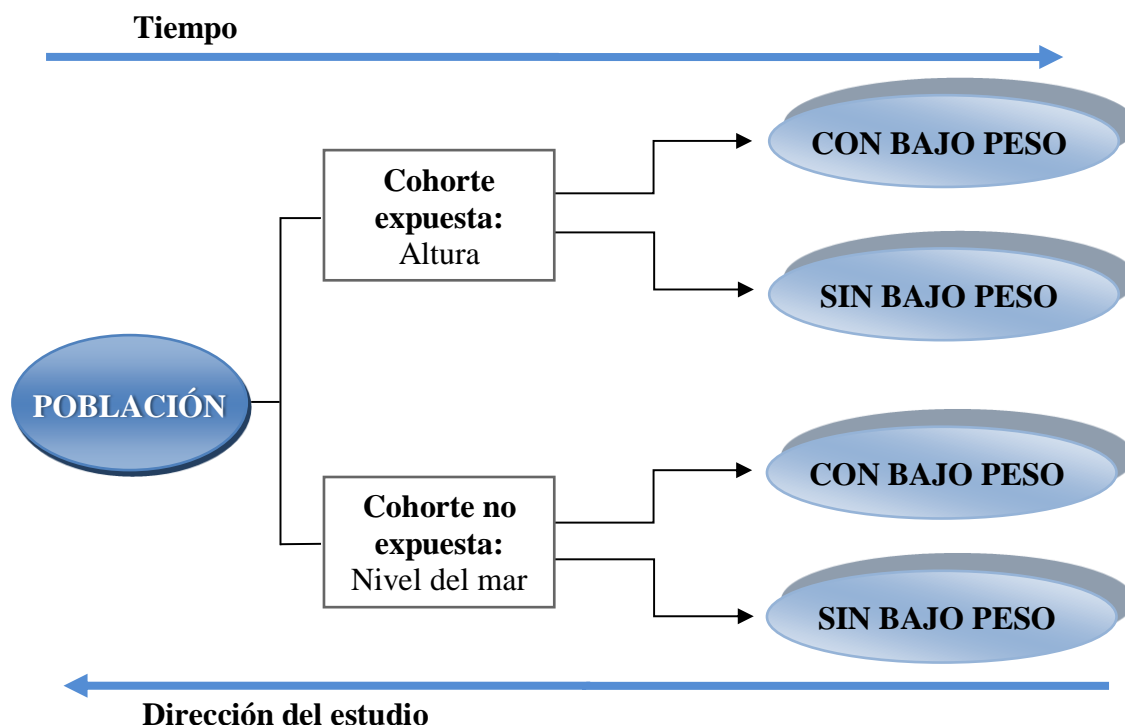 Tiempo
CON BAJO PESO
Cohorte
expuesta:
Altura
SIN BAJO PESO
POBLACIÓN
CON BAJO PESO
Cohorte no
expuesta:
Nivel del mar
SIN BAJO PESO
Dirección del estudio